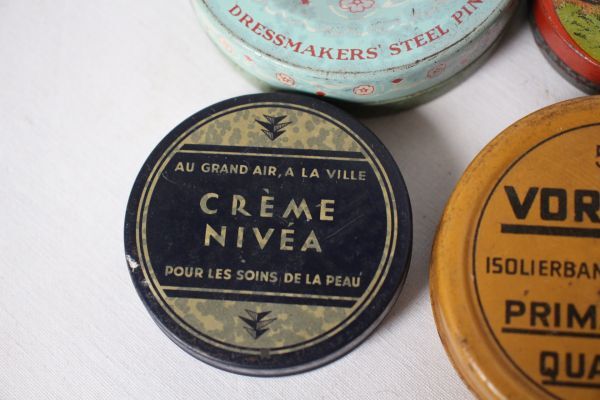 DRESSMAKERS' STEEL PIN
AU GRAND AIR, A LA VILLE
CRÈME
NIVÉA
POUR LES SOINS DE LA PEAU
5
VOR
ISOLIERBAN
PRIM
QUA